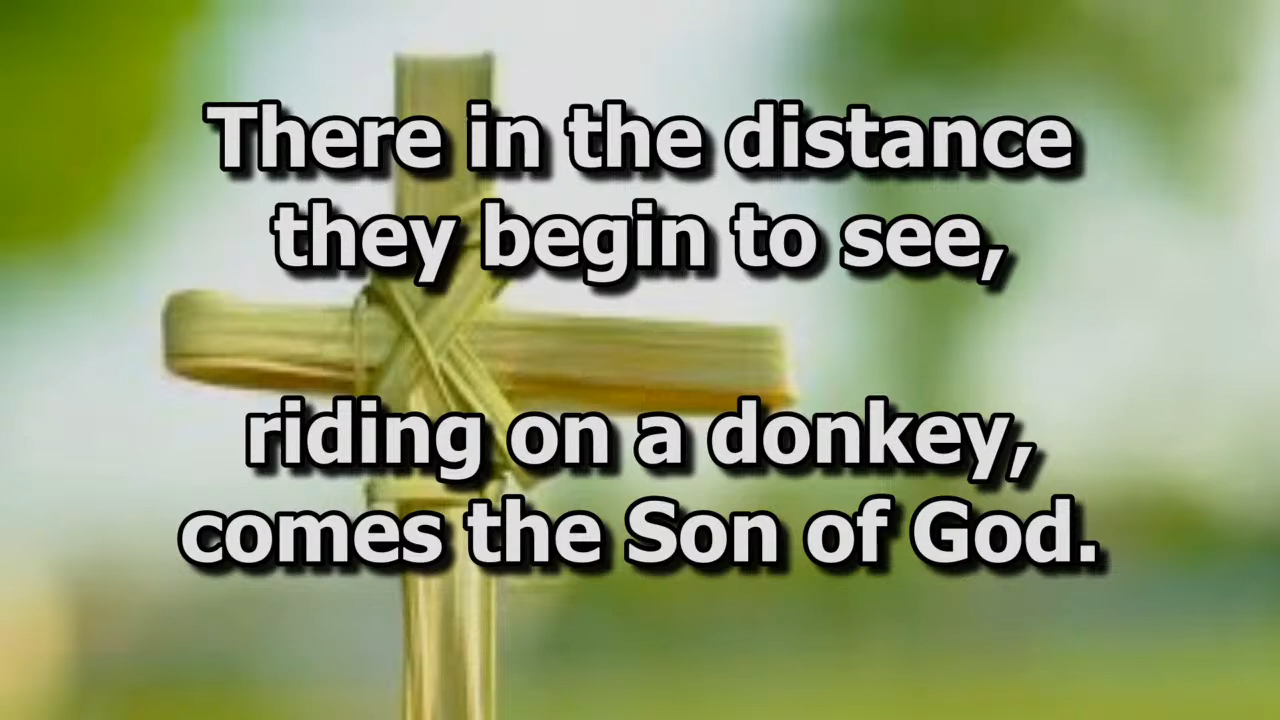 There in the distance
they begin to see,
riding on a donkey,
comes the Son of God.